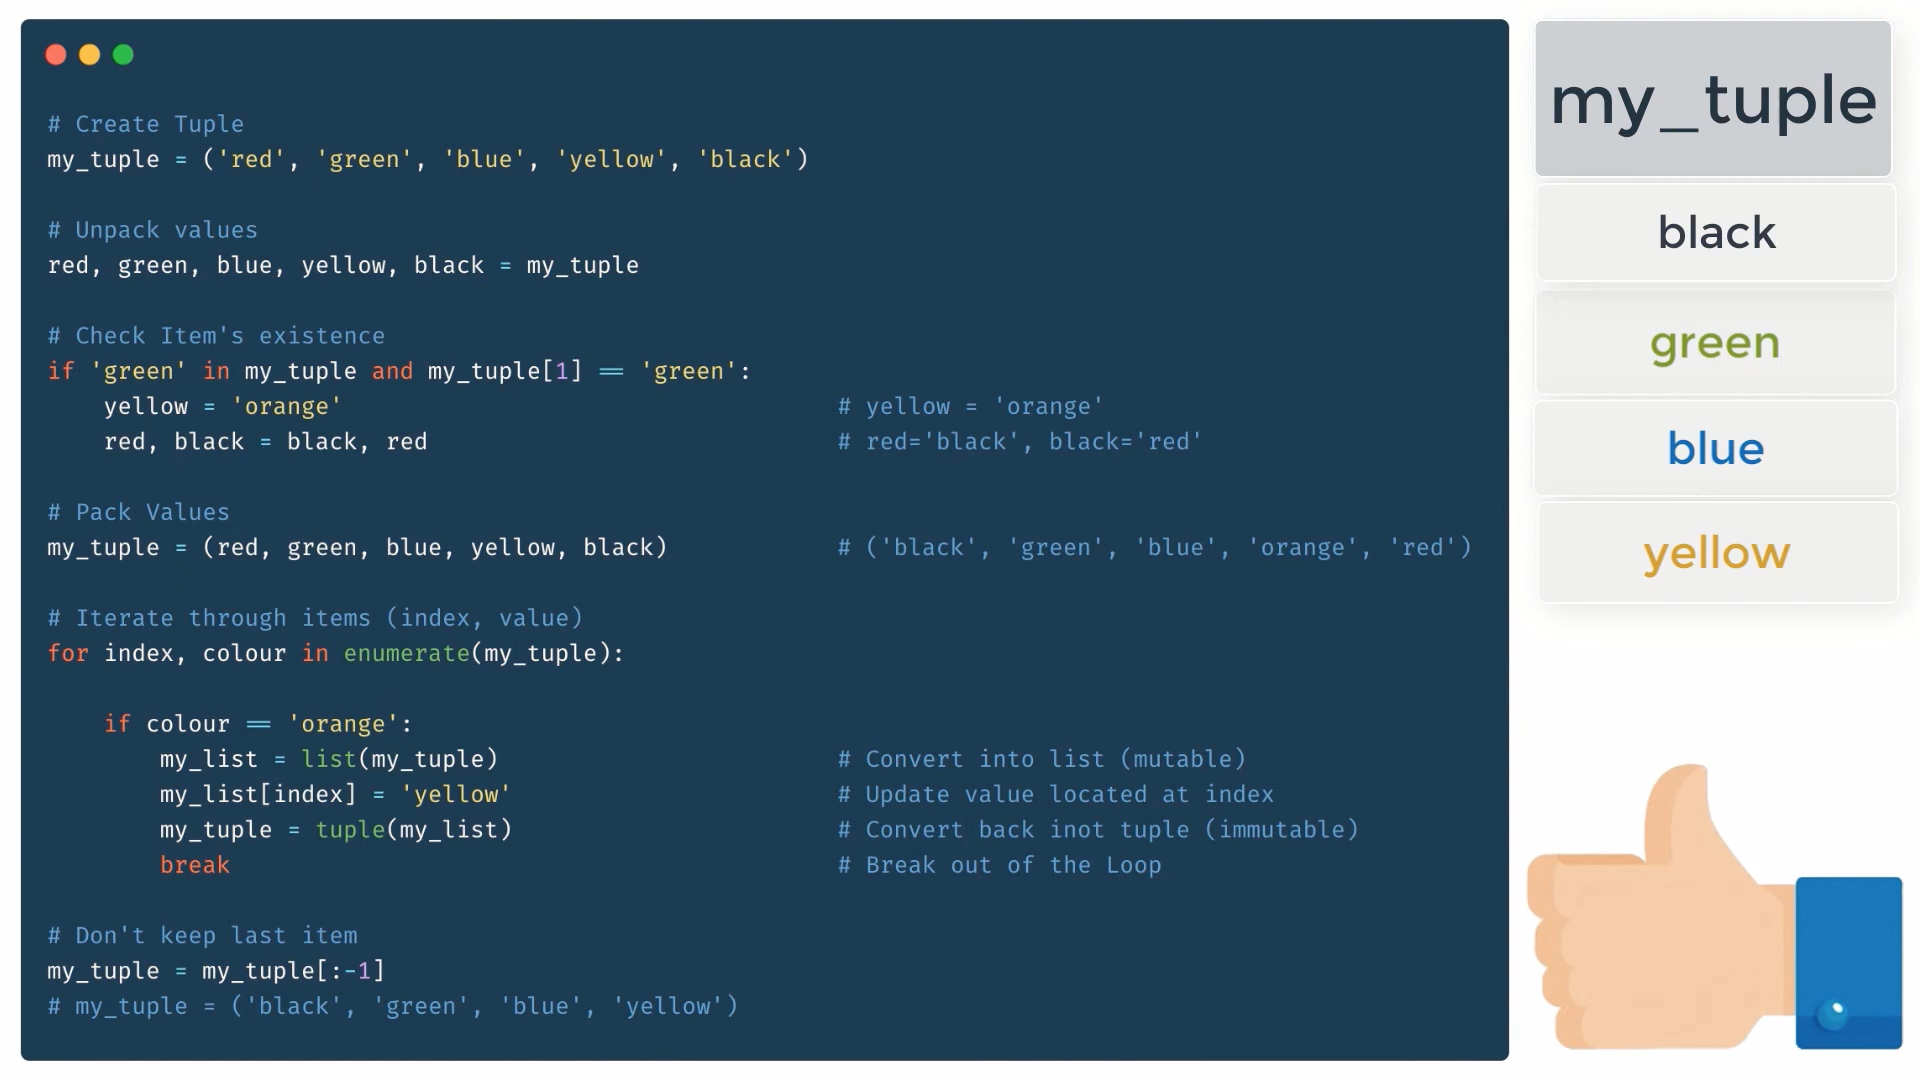 # Create Tuple
my_tuple = ('red', 'green', 'blue', 'yellow', 'black')
# Unpack values
red, green, blue, yellow, black = my_tuple
# Check Item's existence
if 'green' in my_tuple and my_tuple[1] == 'green':
yellow = 'orange' # yellow = 'orange'
red, black = black, red # red='black', black='red'
# Pack Values
my_tuple = (red, green, blue, yellow, black) # ('black', 'green', 'blue', 'orange', 'red')
# Iterate through items (index, value)
for index, colour in enumerate(my_tuple):
if colour == 'orange':
my_list = list(my_tuple) # Convert into list (mutable)
my_list[index] = 'yellow' # Update value located at index
my_tuple = tuple(my_list) # Convert back inot tuple (immutable)
break # Break out of the Loop
# Don't keep last item
my_tuple = my_tuple[:-1]
# my_tuple = ('black', 'green', 'blue', 'yellow')
my_tuple
black
green
blue
yellow